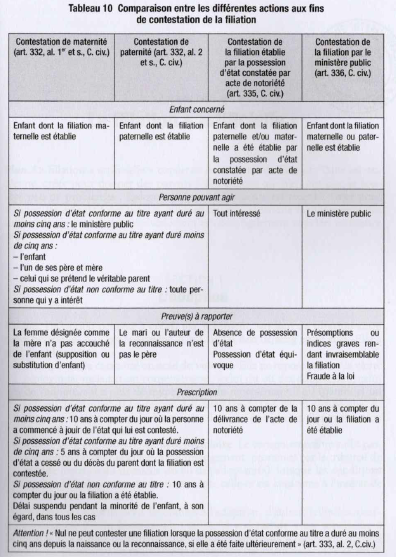 Tableau 10 Comparaison entre les différentes actions aux fins
de contestation de la filiation
Contestation de maternité
(art. 332, al. 1er et s., C. civ.)
Contestation de
paternité (art. 332, al. 2
et s., C. civ.)
Contestation de
la filiation établie
par la possession
d'état constatée par
acte de notoriété
(art. 335, C. civ.)
Contestation de
la filiation par le
ministère public
(art. 336, C. civ.)
Enfant concerné
Enfant dont la filiation ma-
ternelle est établie
Enfant dont la filiation
paternelle est établie
Enfant dont la filiation
paternelle et/ou mater-
nelle a été établie par
la possession d'état
constatée par acte de
notoriété
Enfant dont la filiation
maternelle ou pater-
nelle est établie
Personne pouvant agir
Si possession d'état conforme au titre ayant duré au
moins cinq ans : le ministère public
Si possession d'état conforme au titre ayant duré moins
de cinq ans :
– l'enfant
– l'un de ses père et mère
– celui qui se prétend le véritable parent
Si possession d'état non conforme au titre : toute per-
sonne qui y a intérêt
Tout intéressé
Le ministère public
Preuve(s) à rapporter
La femme désignée comme
la mère n'a pas accouché
de l'enfant (supposition ou
substitution d'enfant)
Le mari ou l'auteur de
la reconnaissance n'est
pas le père
Absence de possession
d'état
Possession d'état équi-
voque
Présomptions ou
indices graves ren-
dant invraisemblable
la filiation
Fraude à la loi
Prescription
Si possession d'état conforme au titre ayant duré au
moins cinq ans : 10 ans à compter du jour où la personne
a commencé à jouir de l'état qui lui est contesté.
Si possession d'état conforme au titre ayant duré moins
de cinq ans : 5 ans à compter du jour où la possession
d'état a cessé ou du décès du parent dont la filiation est
contestée.
Si possession d'état non conforme au titre : 10 ans à
compter du jour ou la filiation a été établie.
Délai suspendu pendant la minorité de l'enfant, à son
égard, dans tous les cas
10 ans à compter de la
délivrance de l'acte de
notoriété
10 ans à compter du
jour ou la filiation a
été établie
Attention ! « Nul ne peut contester une filiation lorsque la possession d'état conforme au titre a duré au moins
cinq ans depuis la naissance ou la reconnaissance, si elle a été faite ultérieurement » (art. 333, al. 2, C.civ.)